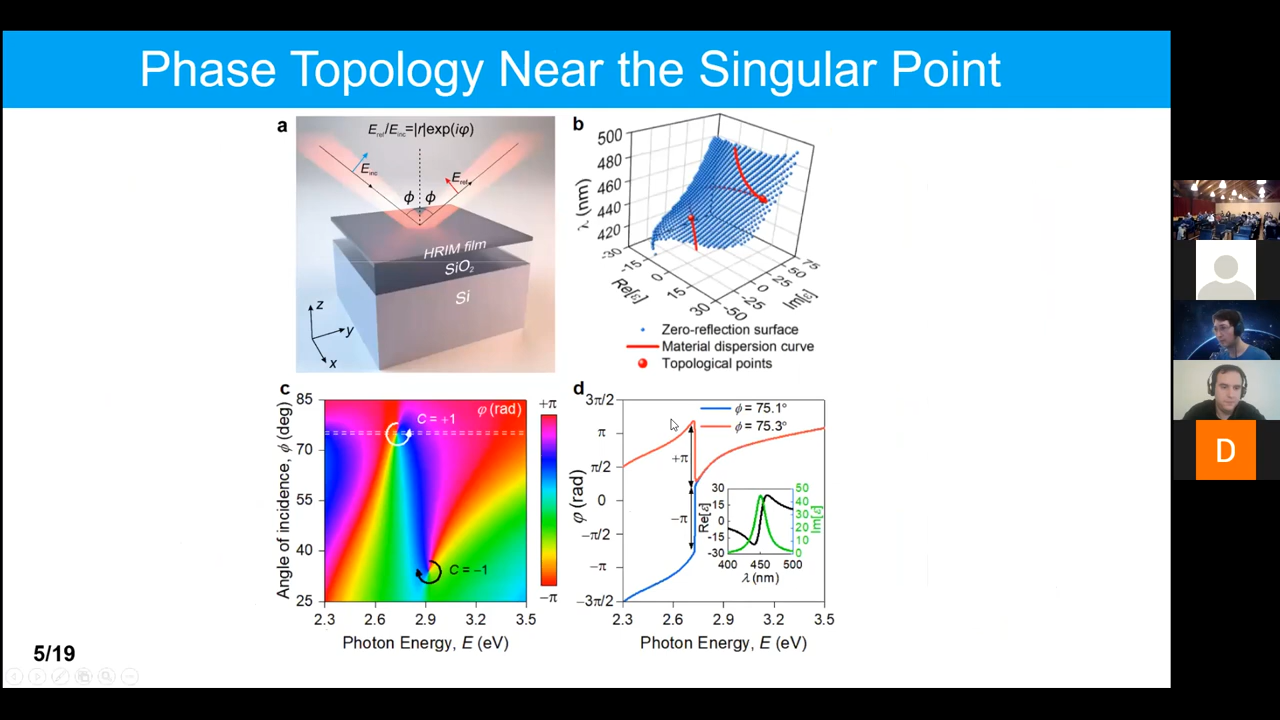 Phase Topology Near the Singular Point
a
E_ref/E_inc=|r|exp(iφ)
E_inc
E_ref
ϕ ϕ
HRIM film
SiO₂
Si
z
y
x
b
500
480
460
440
420
λ (nm)
-30
-15
0
15
30
Re[ε]
-50
-25
0
25
50
75
Im[ε]
Zero-reflection surface
Material dispersion curve
Topological points
c
85
70
55
40
25
Angle of incidence, ϕ (deg)
φ (rad)
C = +1
C = −1
+π
−π
2.3 2.6 2.9 3.2 3.5
Photon Energy, E (eV)
d
3π/2
π
π/2
0
−π/2
−π
−3π/2
φ (rad)
ϕ = 75.1°
ϕ = 75.3°
+π
−π
30
15
0
-15
-30
Re[ε]
50
40
30
20
10
0
Im[ε]
400 450 500
λ (nm)
2.3 2.6 2.9 3.2 3.5
Photon Energy, E (eV)
5/19
D